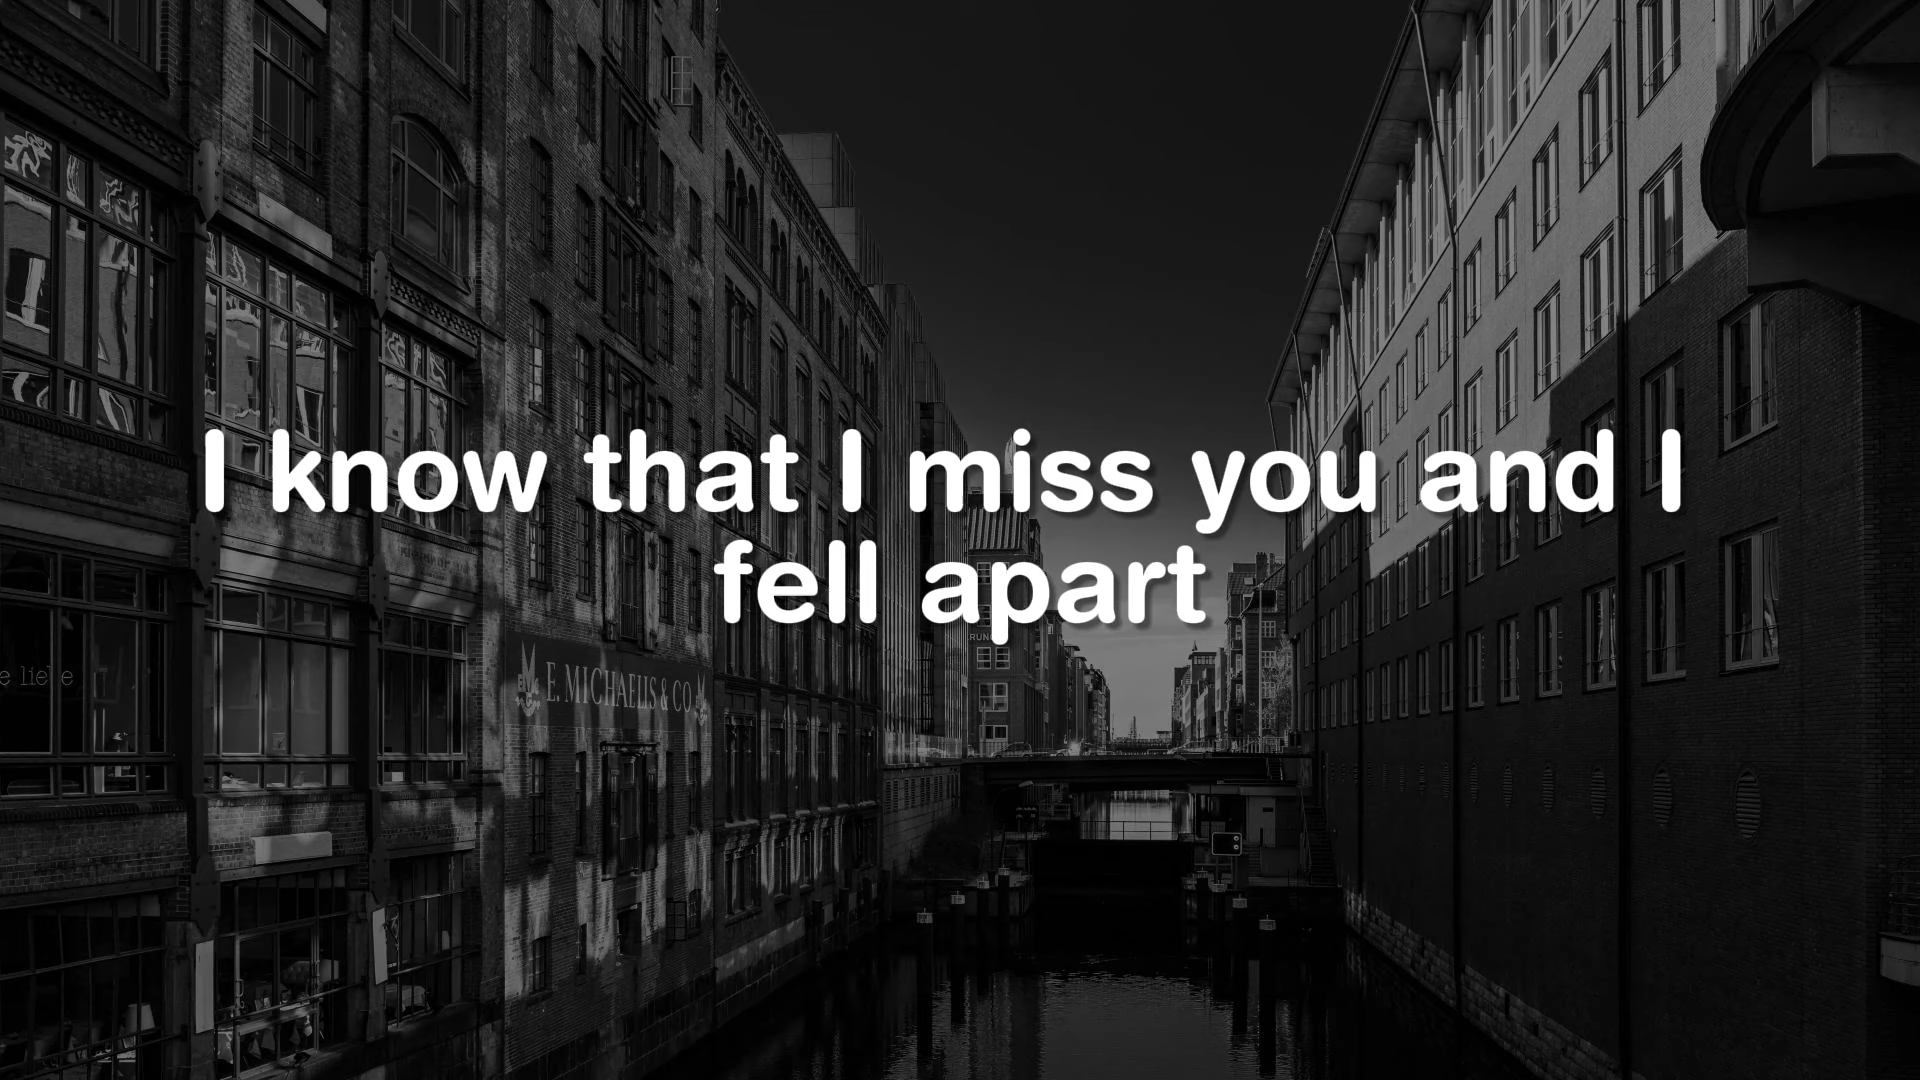 I know that I miss you and I
fell apart
E. MICHAELIS & CO.